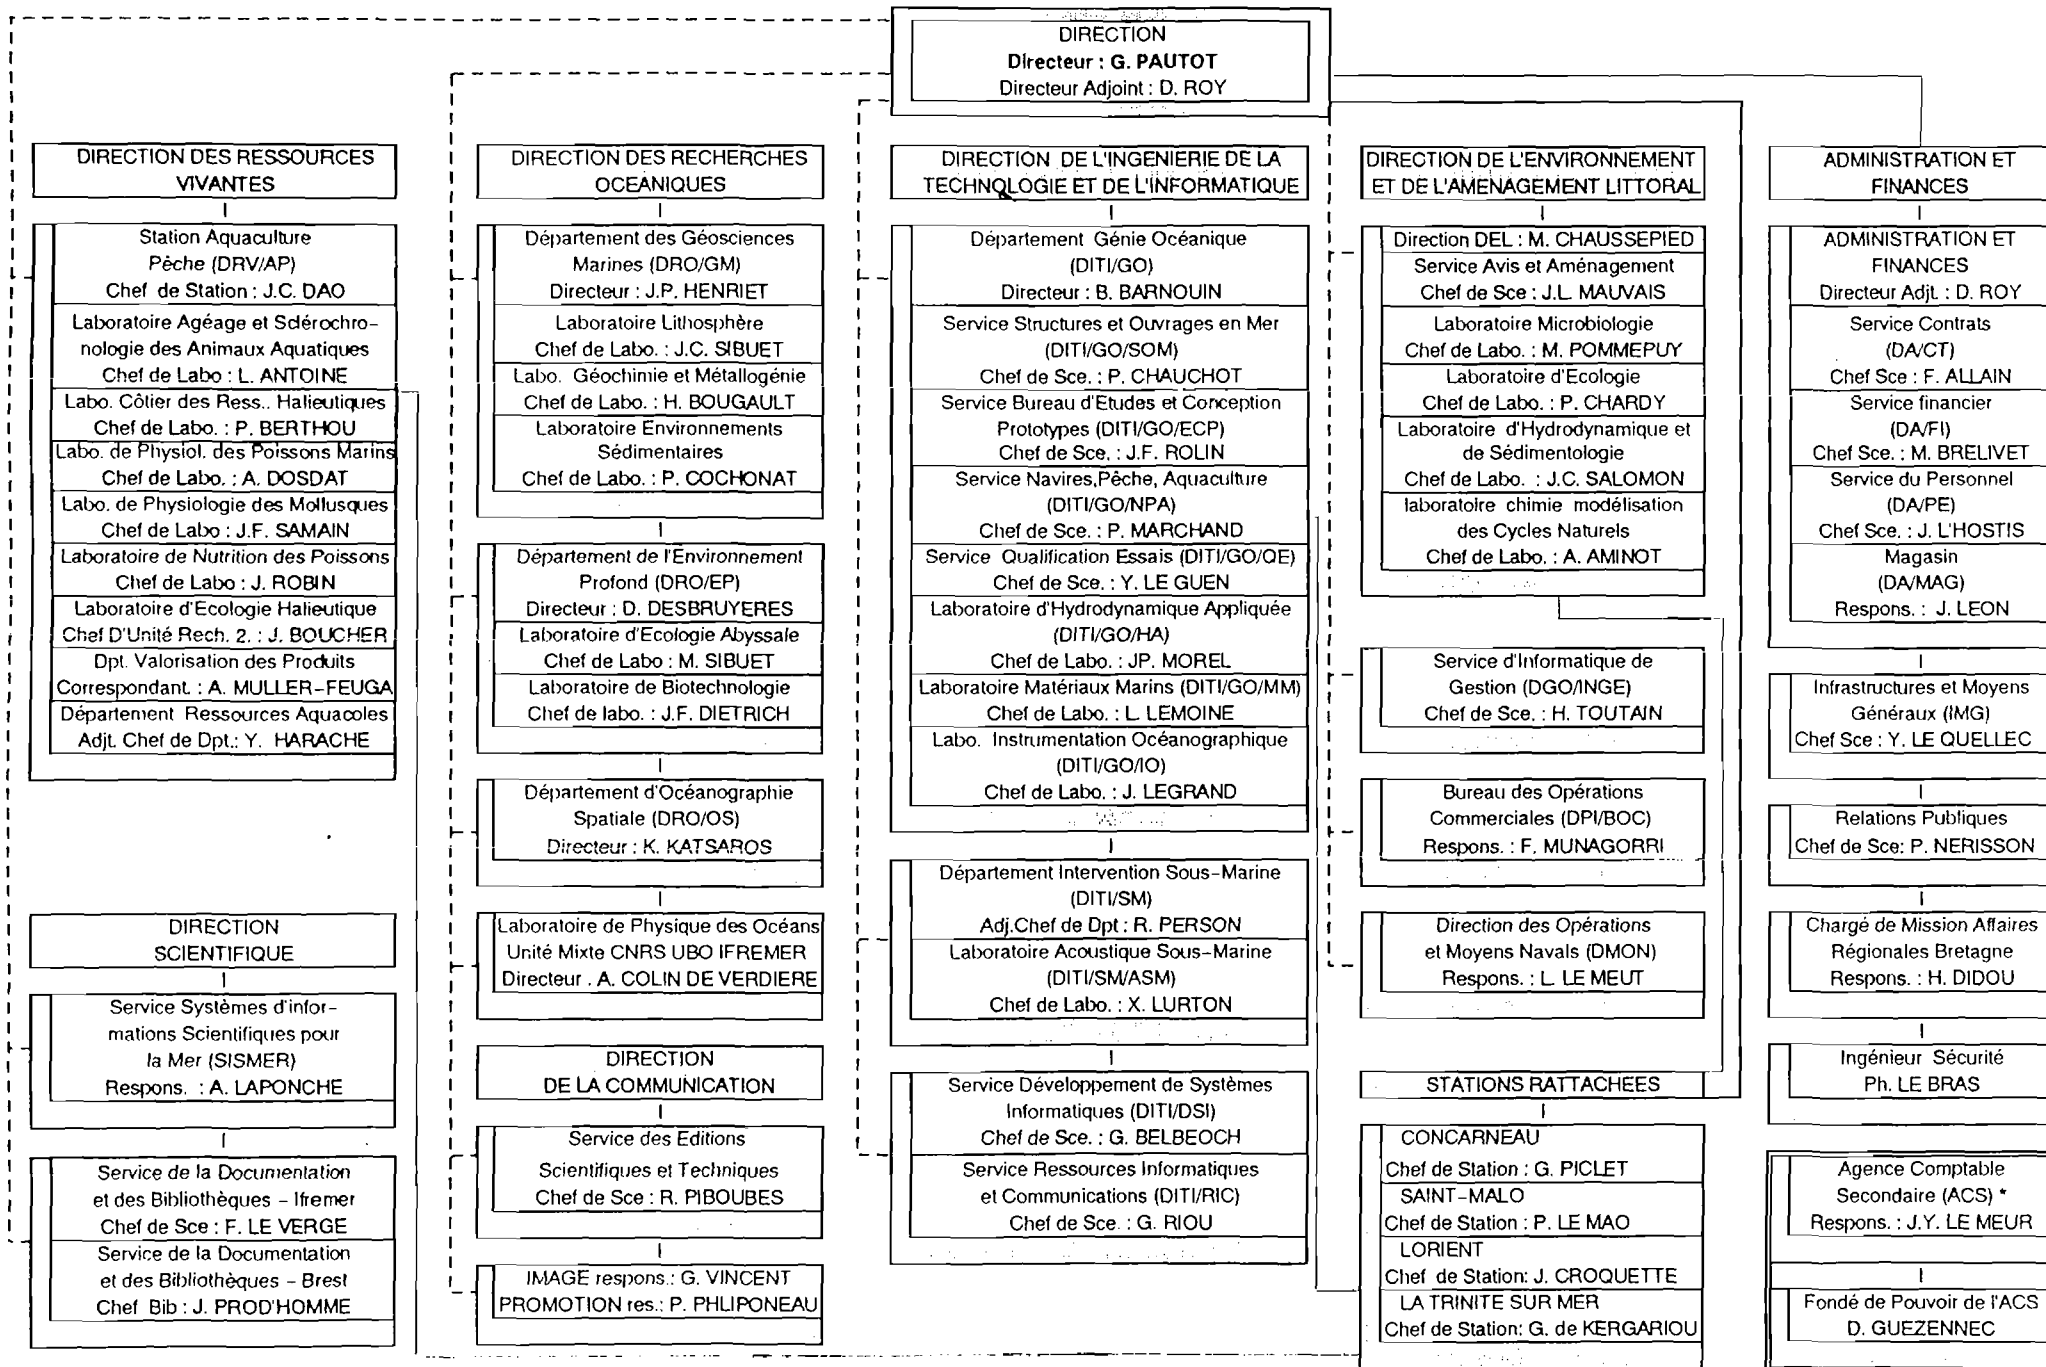 DIRECTION
Directeur : G. PAUTOT
Directeur Adjoint : D. ROY
DIRECTION DES RESSOURCES
VIVANTES
Station Aquaculture
Pêche (DRV/AP)
Chef de Station : J.C. DAO
Laboratoire Agéage et Sclérochro-
nologie des Animaux Aquatiques
Chef de Labo : L. ANTOINE
Labo. Côtier des Ress.. Halieutiques
Chef de Labo. : P. BERTHOU
Labo. de Physiol. des Poissons Marins
Chef de Labo. : A. DOSDAT
Labo. de Physiologie des Mollusques
Chef de Labo : J.F. SAMAIN
Laboratoire de Nutrition des Poissons
Chef de Labo : J. ROBIN
Laboratoire d'Ecologie Halieutique
Chef D'Unité Rech. 2. : J. BOUCHER
Dpt. Valorisation des Produits
Correspondant. : A. MULLER-FEUGA
Département Ressources Aquacoles
Adjt. Chef de Dpt.: Y. HARACHE
DIRECTION
SCIENTIFIQUE
Service Systèmes d'infor-
mations Scientifiques pour
la Mer (SISMER)
Respons. : A. LAPONCHE
Service de la Documentation
et des Bibliothèques - Ifremer
Chef de Sce : F. LE VERGE
Service de la Documentation
et des Bibliothèques - Brest
Chef Bib : J. PROD'HOMME
DIRECTION DES RECHERCHES
OCEANIQUES
Département des Géosciences
Marines (DRO/GM)
Directeur : J.P. HENRIET
Laboratoire Lithosphère
Chef de Labo. : J.C. SIBUET
Labo. Géochimie et Métallogénie
Chef de Labo. : H. BOUGAULT
Laboratoire Environnements
Sédimentaires
Chef de Labo. : P. COCHONAT
Département de l'Environnement
Profond (DRO/EP)
Directeur : D. DESBRUYERES
Laboratoire d'Ecologie Abyssale
Chef de Labo : M. SIBUET
Laboratoire de Biotechnologie
Chef de labo. : J.F. DIETRICH
Département d'Océanographie
Spatiale (DRO/OS)
Directeur : K. KATSAROS
Laboratoire de Physique des Océans
Unité Mixte CNRS UBO IFREMER
Directeur . A. COLIN DE VERDIERE
DIRECTION
DE LA COMMUNICATION
Service des Editions
Scientifiques et Techniques
Chef de Sce : R. PIBOUBES
IMAGE respons.: G. VINCENT
PROMOTION res.: P. PHLIPONEAU
DIRECTION DE L'INGENIERIE DE LA
TECHNOLOGIE ET DE L'INFORMATIQUE
Département Génie Océanique
(DITI/GO)
Directeur : B. BARNOUIN
Service Structures et Ouvrages en Mer
(DITI/GO/SOM)
Chef de Sce. : P. CHAUCHOT
Service Bureau d'Etudes et Conception
Prototypes (DITI/GO/ECP)
Chef de Sce. : J.F. ROLIN
Service Navires,Pêche, Aquaculture
(DITI/GO/NPA)
Chef de Sce. : P. MARCHAND
Service Qualification Essais (DITI/GO/QE)
Chef de Sce. : Y. LE GUEN
Laboratoire d'Hydrodynamique Appliquée
(DITI/GO/HA)
Chef de Labo. : JP. MOREL
Laboratoire Matériaux Marins (DITI/GO/MM)
Chef de Labo. : L. LEMOINE
Labo. Instrumentation Océanographique
(DITI/GO/IO)
Chef de Labo. : J. LEGRAND
Département Intervention Sous-Marine
(DITI/SM)
Adj.Chef de Dpt : R. PERSON
Laboratoire Acoustique Sous-Marine
(DITI/SM/ASM)
Chef de Labo. : X. LURTON
Service Développement de Systèmes
Informatiques (DITI/DSI)
Chef de Sce. : G. BELBEOCH
Service Ressources Informatiques
et Communications (DITI/RIC)
Chef de Sce. : G. RIOU
DIRECTION DE L'ENVIRONNEMENT
ET DE L'AMENAGEMENT LITTORAL
Direction DEL : M. CHAUSSEPIED
Service Avis et Aménagement
Chef de Sce : J.L. MAUVAIS
Laboratoire Microbiologie
Chef de Labo. : M. POMMEPUY
Laboratoire d'Ecologie
Chef de Labo. : P. CHARDY
Laboratoire d'Hydrodynamique et
de Sédimentologie
Chef de Labo. : J.C. SALOMON
laboratoire chimie modélisation
des Cycles Naturels
Chef de Labo. : A. AMINOT
Service d'Informatique de
Gestion (DGO/INGE)
Chef de Sce. : H. TOUTAIN
Bureau des Opérations
Commerciales (DPI/BOC)
Respons. : F. MUNAGORRI
Direction des Opérations
et Moyens Navals (DMON)
Respons. : L. LE MEUT
STATIONS RATTACHEES
CONCARNEAU
Chef de Station : G. PICLET
SAINT-MALO
Chef de Station : P. LE MAO
LORIENT
Chef de Station: J. CROQUETTE
LA TRINITE SUR MER
Chef de Station: G. de KERGARIOU
ADMINISTRATION ET
FINANCES
ADMINISTRATION ET
FINANCES
Directeur Adjt. : D. ROY
Service Contrats
(DA/CT)
Chef Sce : F. ALLAIN
Service financier
(DA/FI)
Chef Sce. : M. BRELIVET
Service du Personnel
(DA/PE)
Chef Sce. : J. L'HOSTIS
Magasin
(DA/MAG)
Respons. : J. LEON
Infrastructures et Moyens
Généraux (IMG)
Chef Sce : Y. LE QUELLEC
Relations Publiques
Chef de Sce: P. NERISSON
Chargé de Mission Affaires
Régionales Bretagne
Respons. : H. DIDOU
Ingénieur Sécurité
Ph. LE BRAS
Agence Comptable
Secondaire (ACS) *
Respons. : J.Y. LE MEUR
Fondé de Pouvoir de l'ACS
D. GUEZENNEC